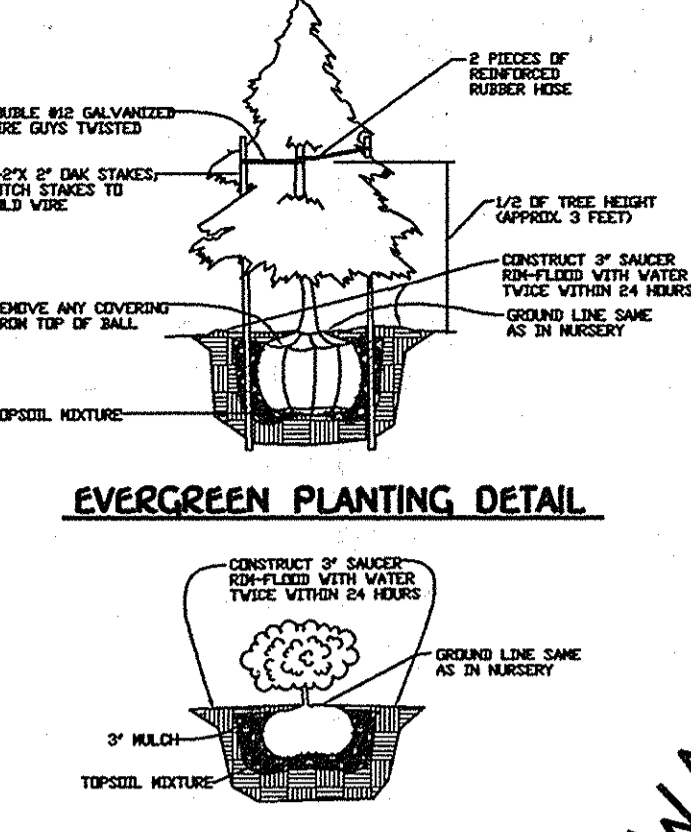 2 PIECES OF
REINFORCED
RUBBER HOSE
OUBLE #12 GALVANIZED
IRE GUYS TWISTED
-2"X 2" OAK STAKES,
TCH STAKES TO
LD WIRE
1/2 OF TREE HEIGHT
(APPROX. 3 FEET)
CONSTRUCT 3" SAUCER
RIM-FLOOD WITH WATER
TWICE WITHIN 24 HOURS
EMOVE ANY COVERING
ROM TOP OF BALL
GROUND LINE SAME
AS IN NURSERY
OPSOIL MIXTURE
EVERGREEN PLANTING DETAIL
CONSTRUCT 3" SAUCER
RIM-FLOOD WITH WATER
TWICE WITHIN 24 HOURS
GROUND LINE SAME
AS IN NURSERY
3" MULCH
TOPSOIL MIXTURE